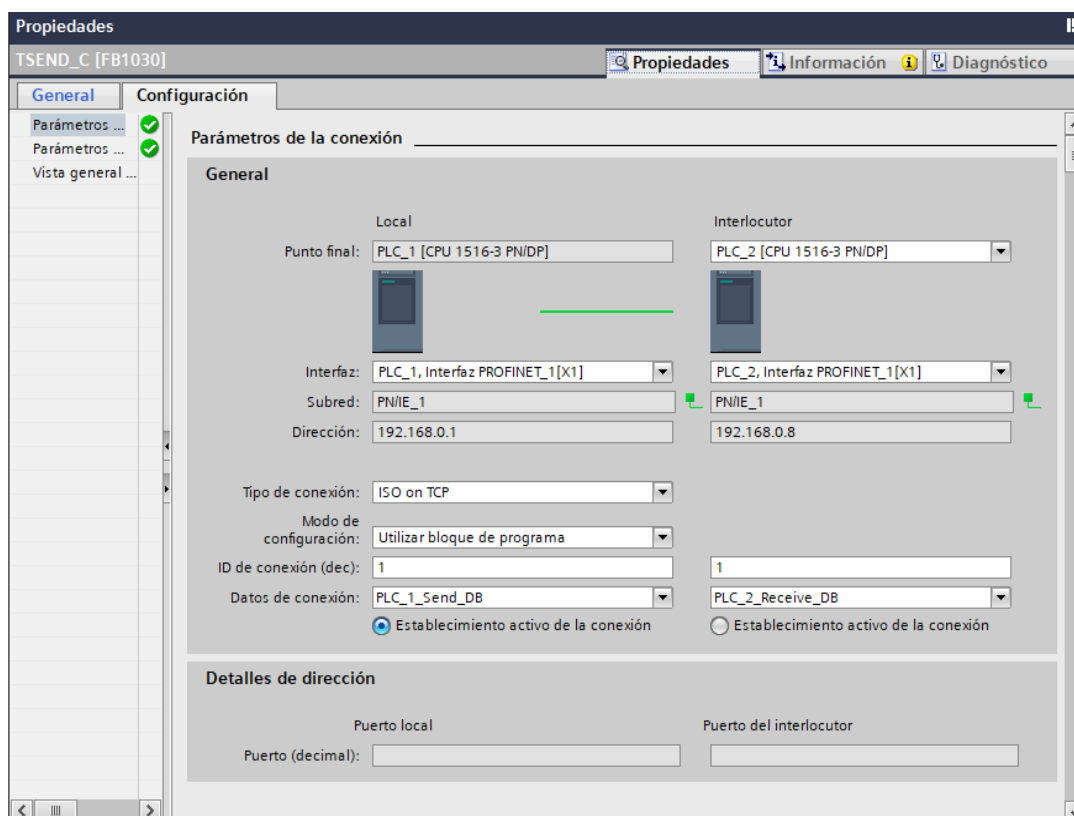 Propiedades
TSEND_C [FB1030]
Propiedades
Información
Diagnóstico
General
Configuración
Parámetros ...
Parámetros ...
Vista general ...
Parámetros de la conexión
General
Local
Interlocutor
Punto final: PLC_1 [CPU 1516-3 PN/DP] PLC_2 [CPU 1516-3 PN/DP]
Interfaz: PLC_1, Interfaz PROFINET_1[X1] PLC_2, Interfaz PROFINET_1[X1]
Subred: PN/IE_1 PN/IE_1
Dirección: 192.168.0.1 192.168.0.8
Tipo de conexión: ISO on TCP
Modo de
configuración: Utilizar bloque de programa
ID de conexión (dec): 1 1
Datos de conexión: PLC_1_Send_DB PLC_2_Receive_DB
Establecimiento activo de la conexión Establecimiento activo de la conexión
Detalles de dirección
Puerto local Puerto del interlocutor
Puerto (decimal):